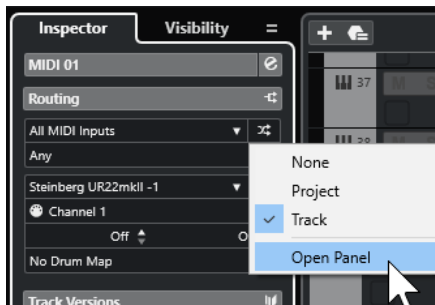 Inspector
Visibility
MIDI 01
Routing
All MIDI Inputs
Any
Steinberg UR22mkII -1
Channel 1
Off
No Drum Map
Track Versions
37
M S
38
None
Project
Track
Open Panel